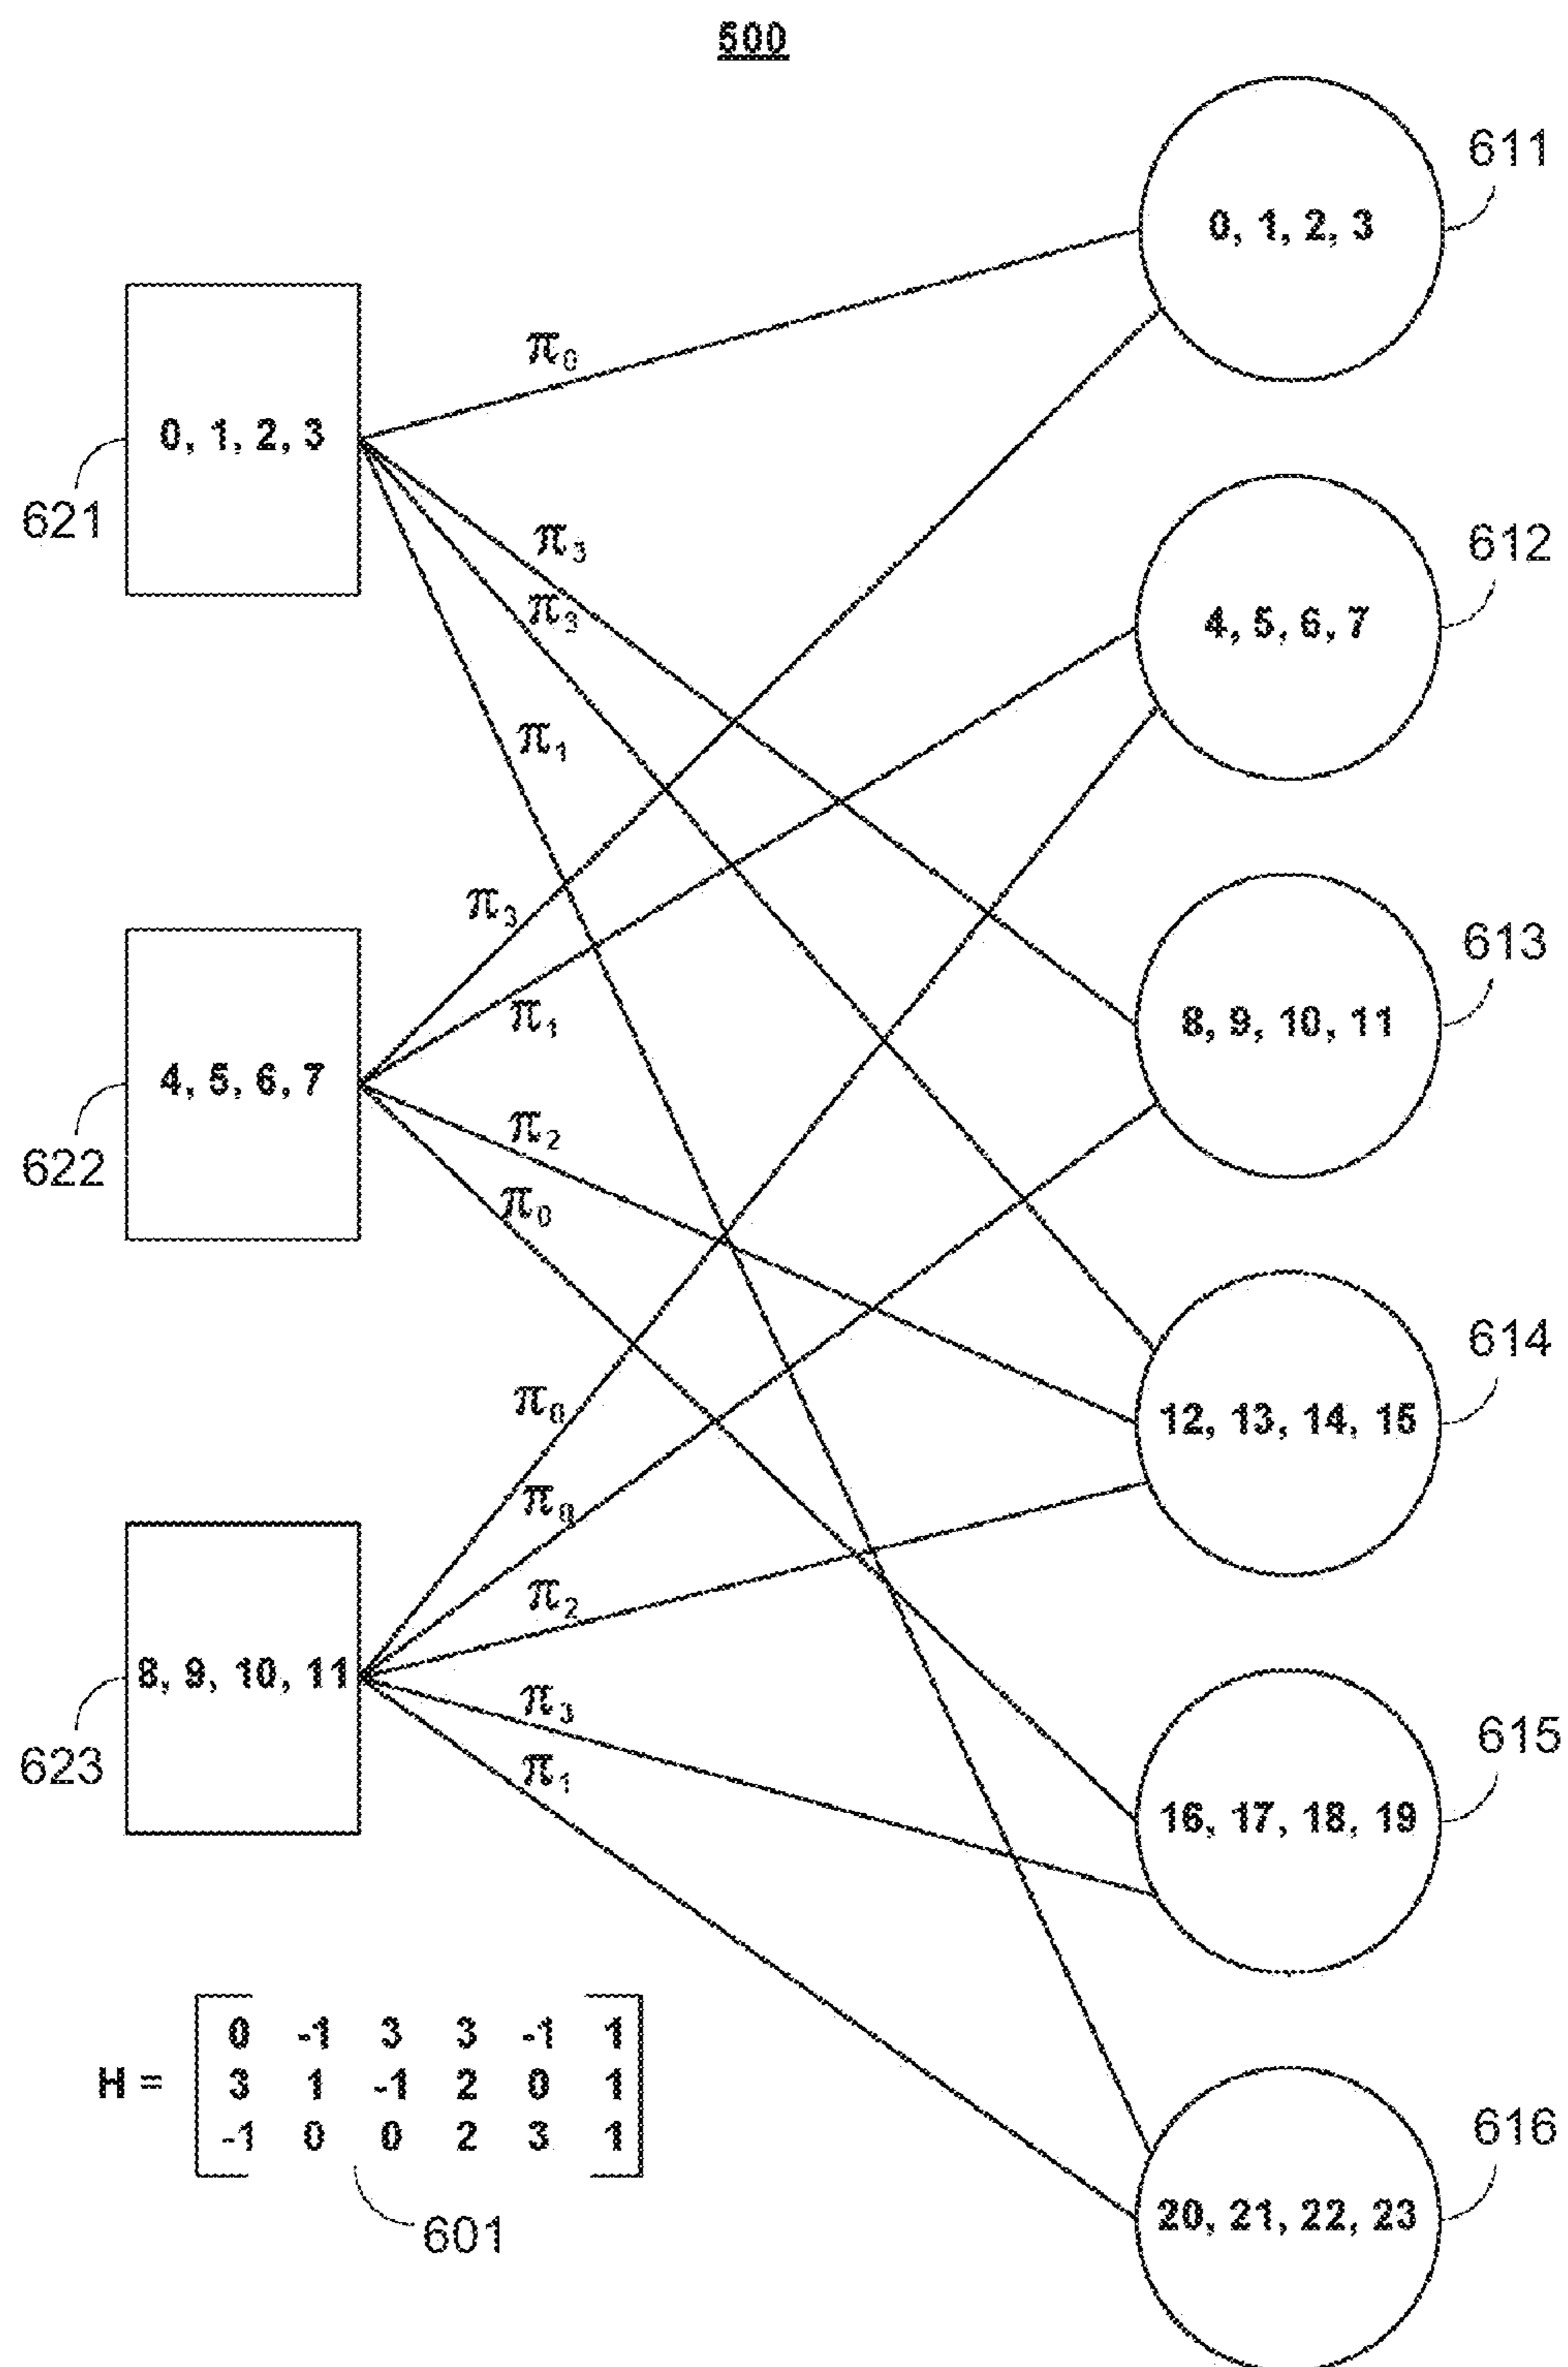 500
611
0, 1, 2, 3
π0
0, 1, 2, 3
621
π3
612
π3
4, 5, 6, 7
π1
π3
613
π1
8, 9, 10, 11
4, 5, 6, 7
π2
622
π0
614
π0
12, 13, 14, 15
π0
π2
8, 9, 10, 11
π3
615
623
π1
16, 17, 18, 19
0 -1 3 3 -1 1
H = 3 1 -1 2 0 1
-1 0 0 2 3 1
616
601
20, 21, 22, 23